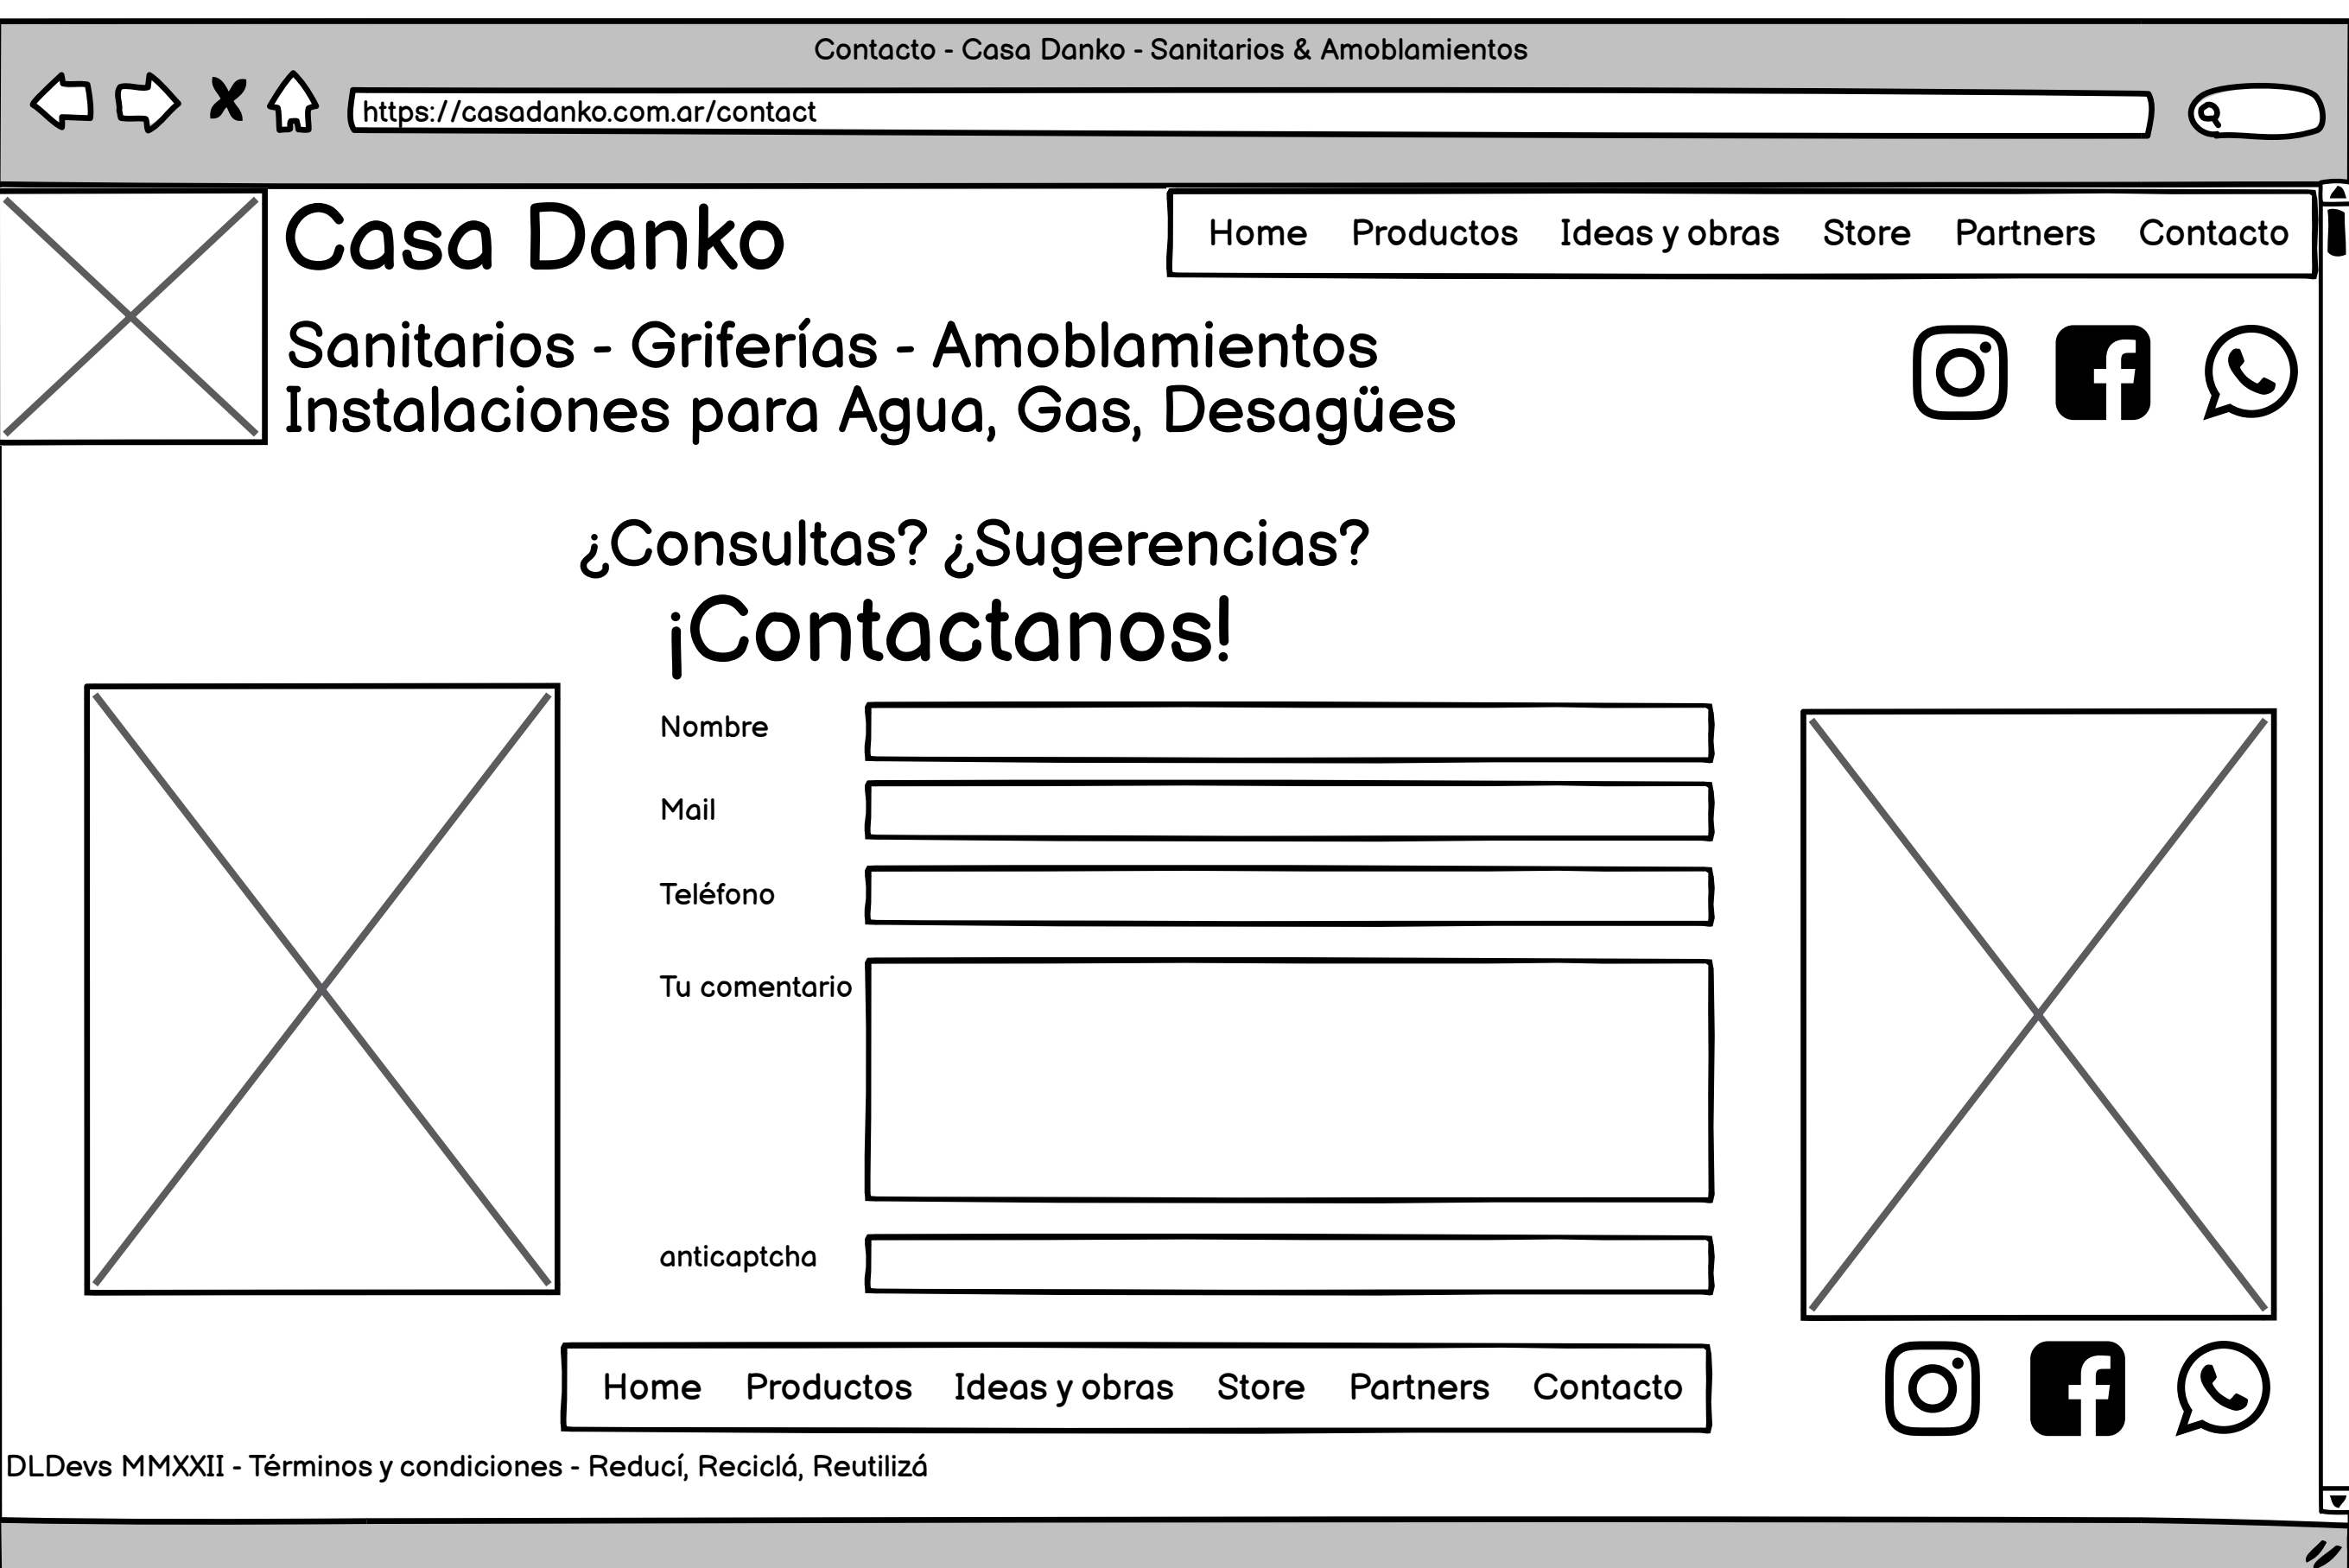 Contacto - Casa Danko - Sanitarios & Amoblamientos
https://casadanko.com.ar/contact
Casa Danko
Home Productos Ideas y obras Store Partners Contacto
Sanitarios - Griferías - Amoblamientos
Instalaciones para Agua, Gas, Desagües
¿Consultas? ¿Sugerencias?
¡Contactanos!
Nombre
Mail
Teléfono
Tu comentario
anticaptcha
Home Productos Ideas y obras Store Partners Contacto
DLDevs MMXXII - Términos y condiciones - Reducí, Reciclá, Reutilizá